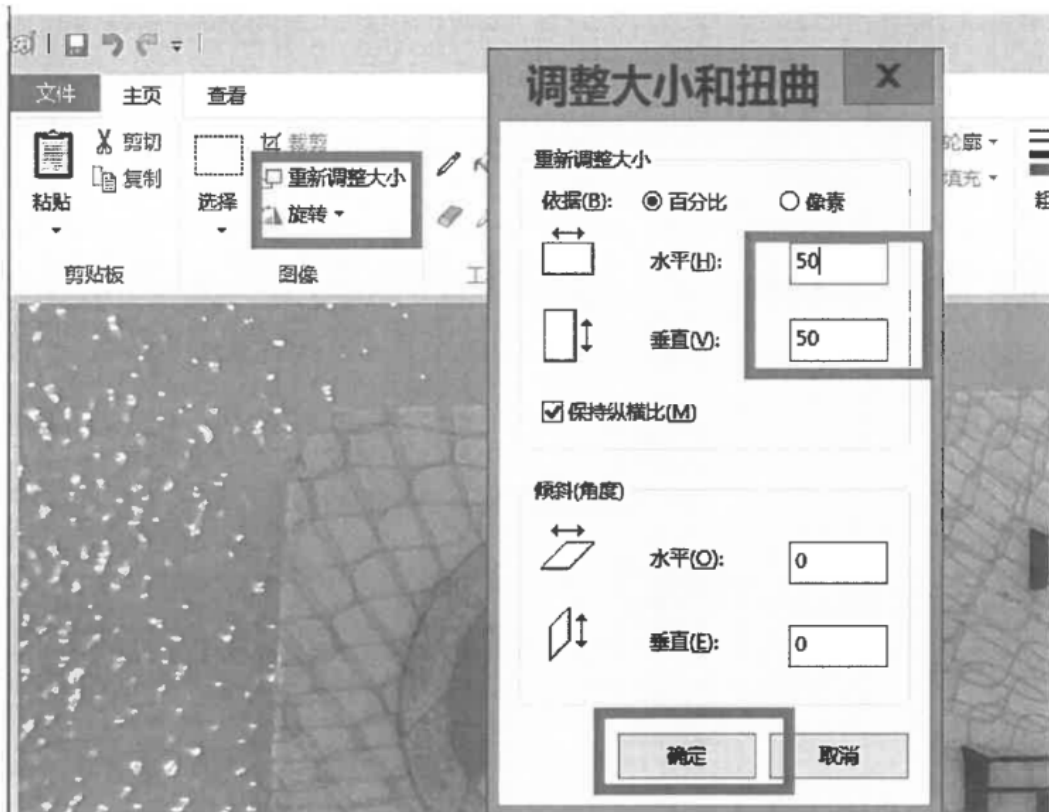 文件 主页 查看
剪切
复制
粘贴
剪贴板
选择
裁剪
重新调整大小
旋转
图像
工
轮廓
填充
粗
调整大小和扭曲
X
重新调整大小
依据(B): 百分比 像素
水平(H): 50
垂直(V): 50
保持纵横比(M)
倾斜(角度)
水平(O): 0
垂直(E): 0
确定 取消